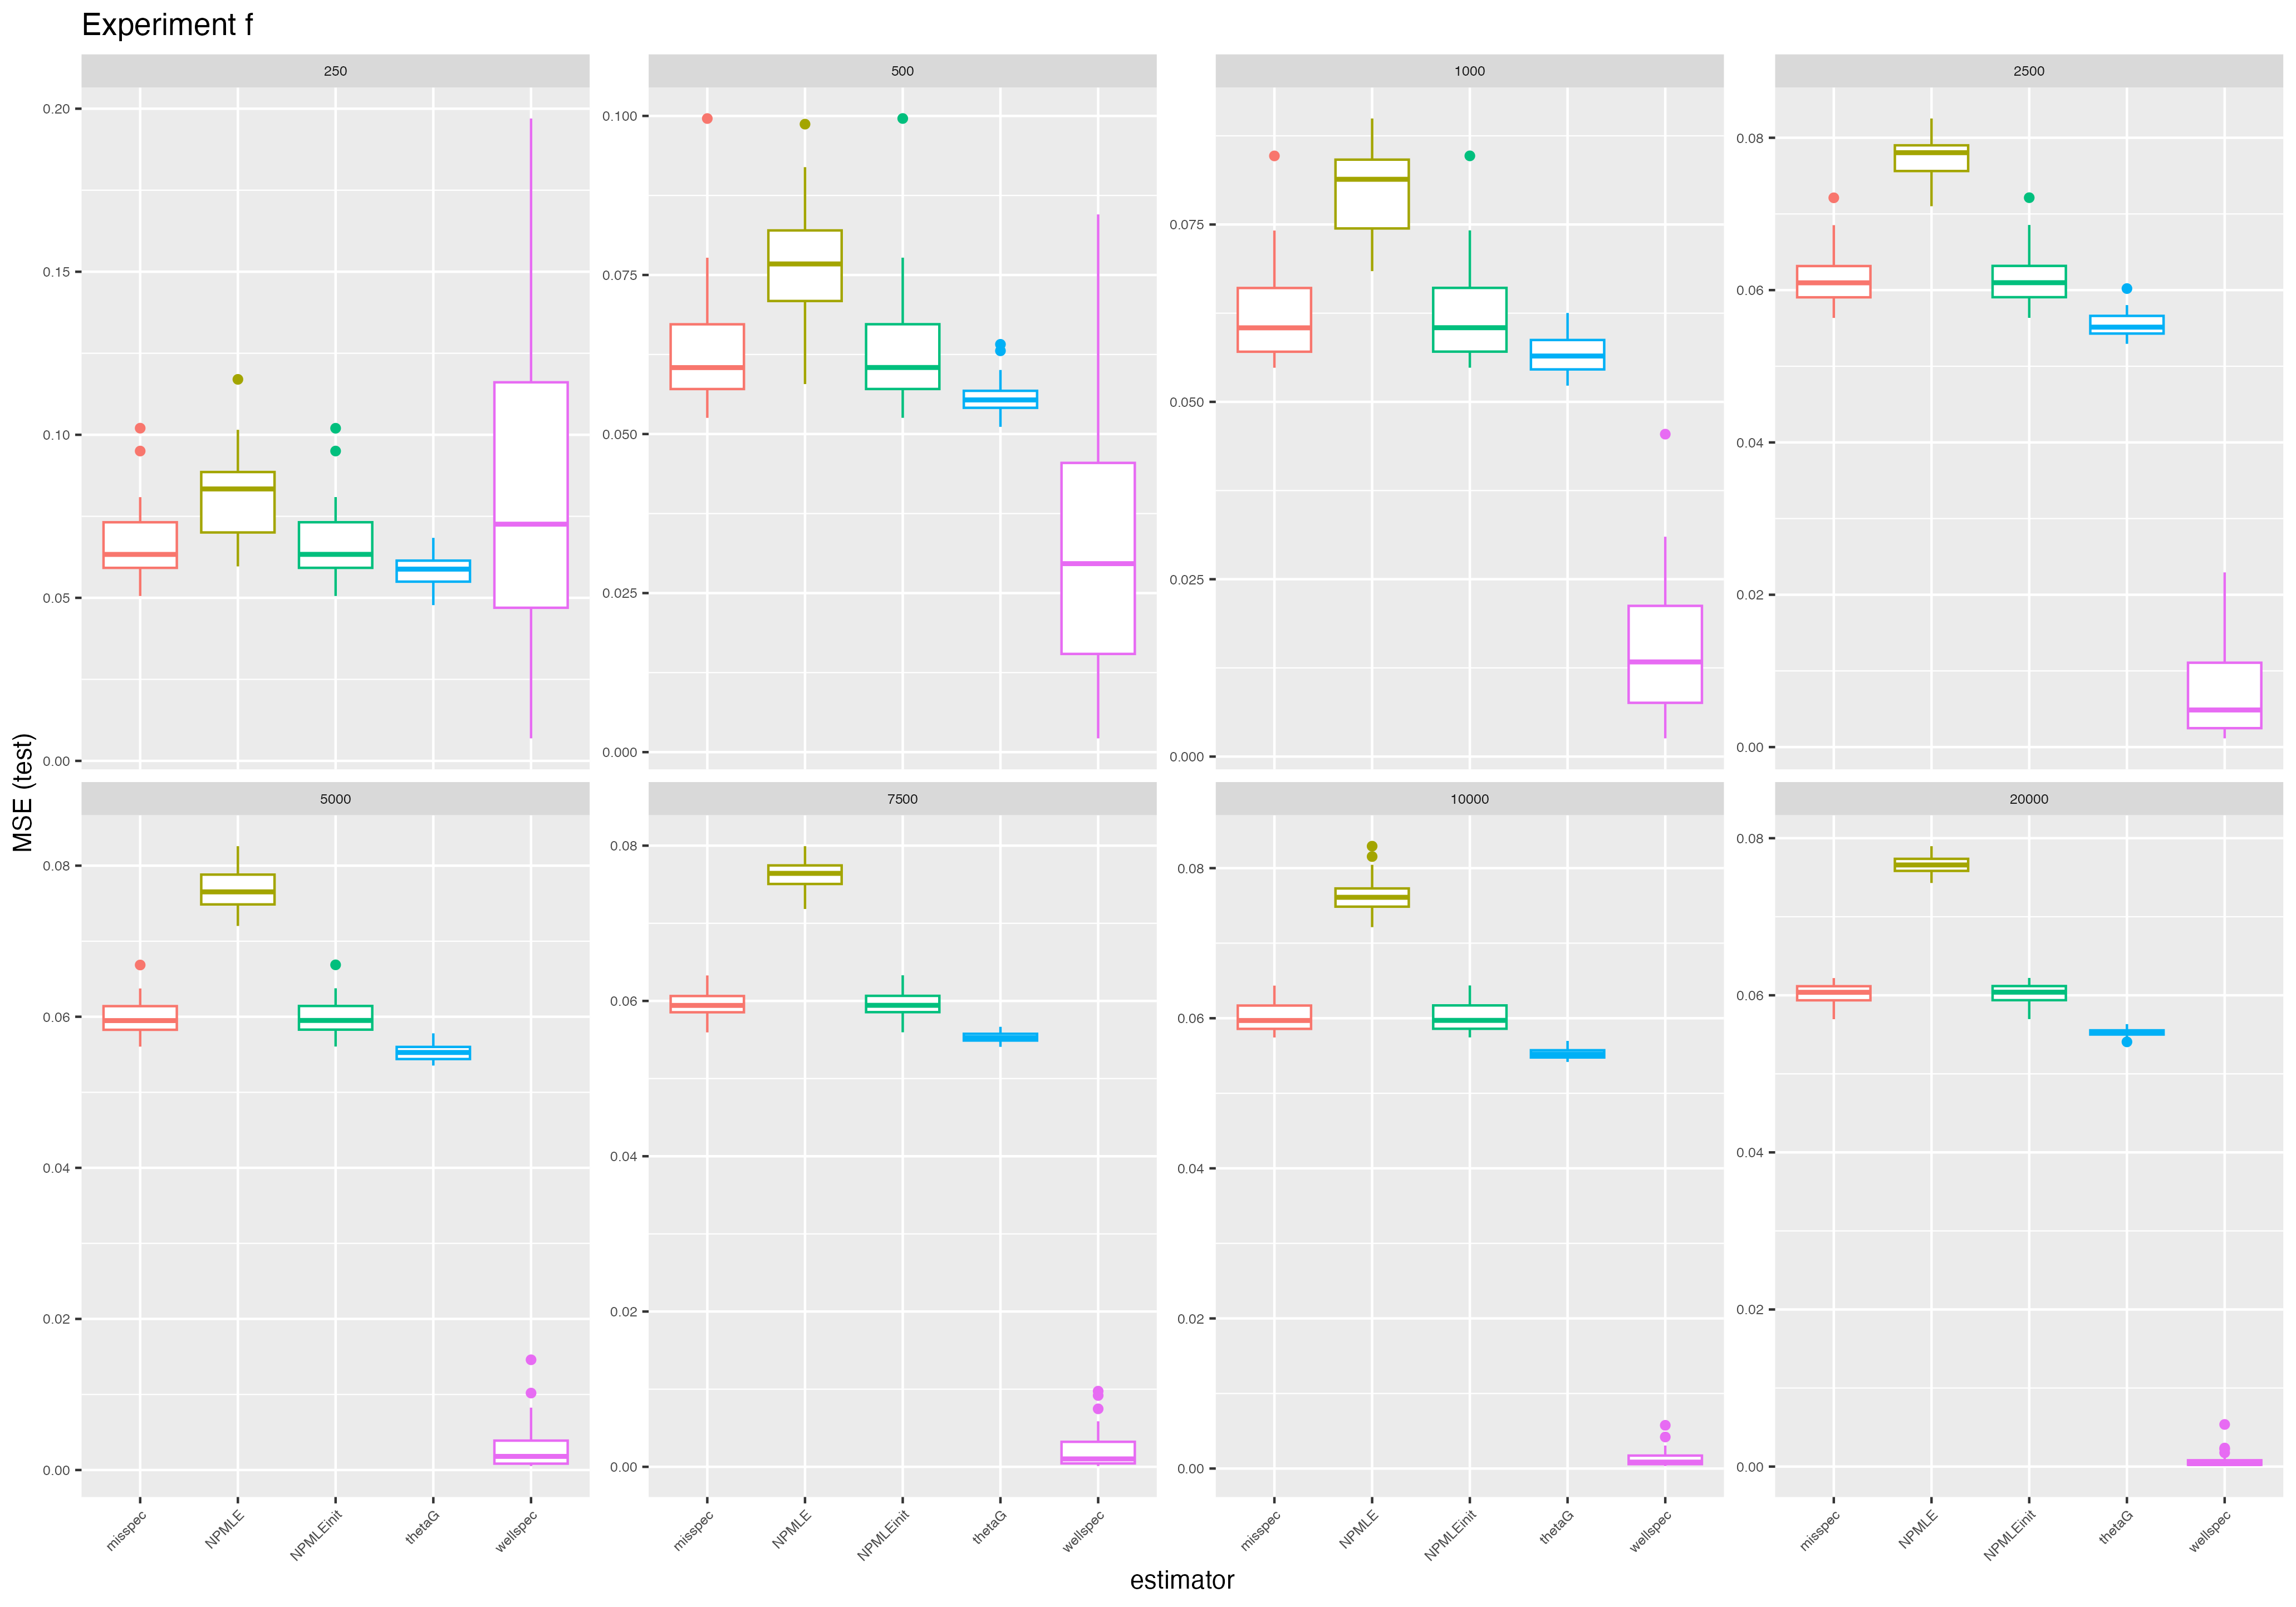 Experiment f
250
500
1000
2500
0.20
0.15
0.10
0.05
0.00
0.100
0.075
0.050
0.025
0.000
0.075
0.050
0.025
0.000
0.08
0.06
0.04
0.02
0.00
MSE (test)
5000
7500
10000
20000
0.08
0.06
0.04
0.02
0.00
0.08
0.06
0.04
0.02
0.00
0.08
0.06
0.04
0.02
0.00
0.08
0.06
0.04
0.02
0.00
misspec
NPMLE
NPMLEinit
thetaG
wellspec
misspec
NPMLE
NPMLEinit
thetaG
wellspec
misspec
NPMLE
NPMLEinit
thetaG
wellspec
misspec
NPMLE
NPMLEinit
thetaG
wellspec
estimator